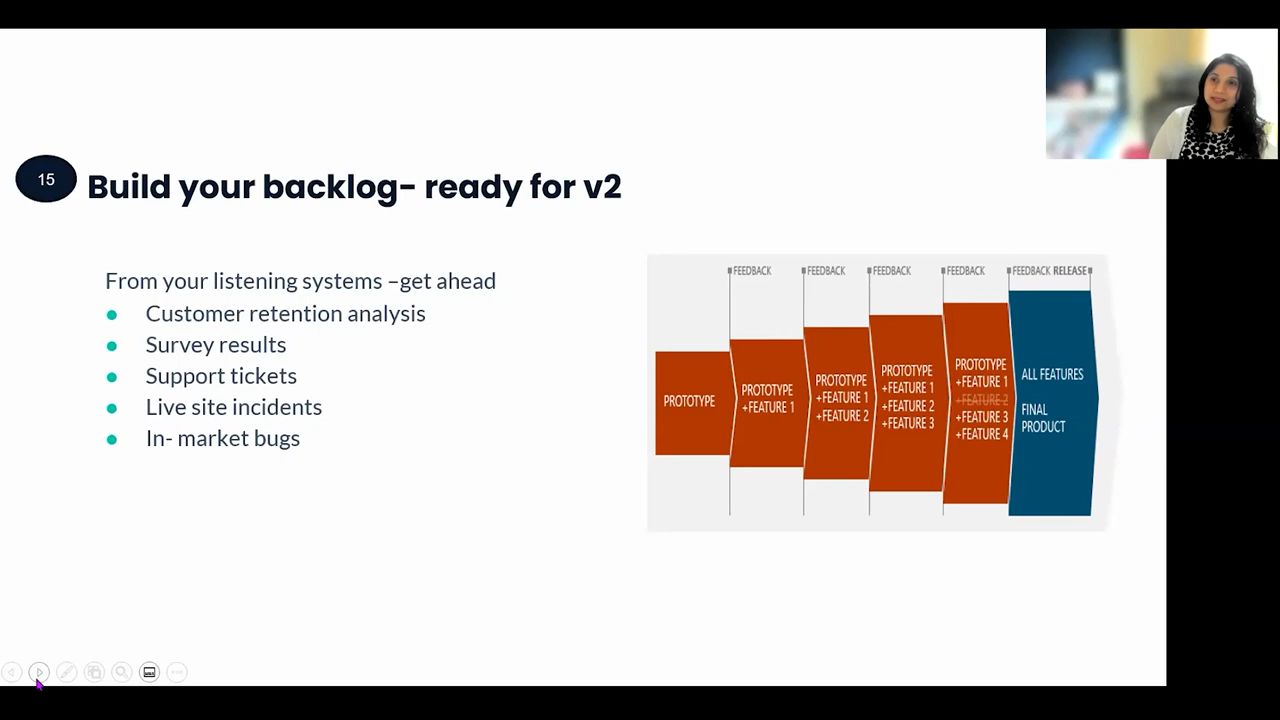 15
Build your backlog- ready for v2
From your listening systems –get ahead
Customer retention analysis
Survey results
Support tickets
Live site incidents
In- market bugs
FEEDBACK
FEEDBACK
FEEDBACK
FEEDBACK
FEEDBACK RELEASE
PROTOTYPE
PROTOTYPE
+FEATURE 1
PROTOTYPE
+FEATURE 1
+FEATURE 2
PROTOTYPE
+FEATURE 1
+FEATURE 2
+FEATURE 3
PROTOTYPE
+FEATURE 1
+FEATURE 2
+FEATURE 3
+FEATURE 4
ALL FEATURES
FINAL
PRODUCT